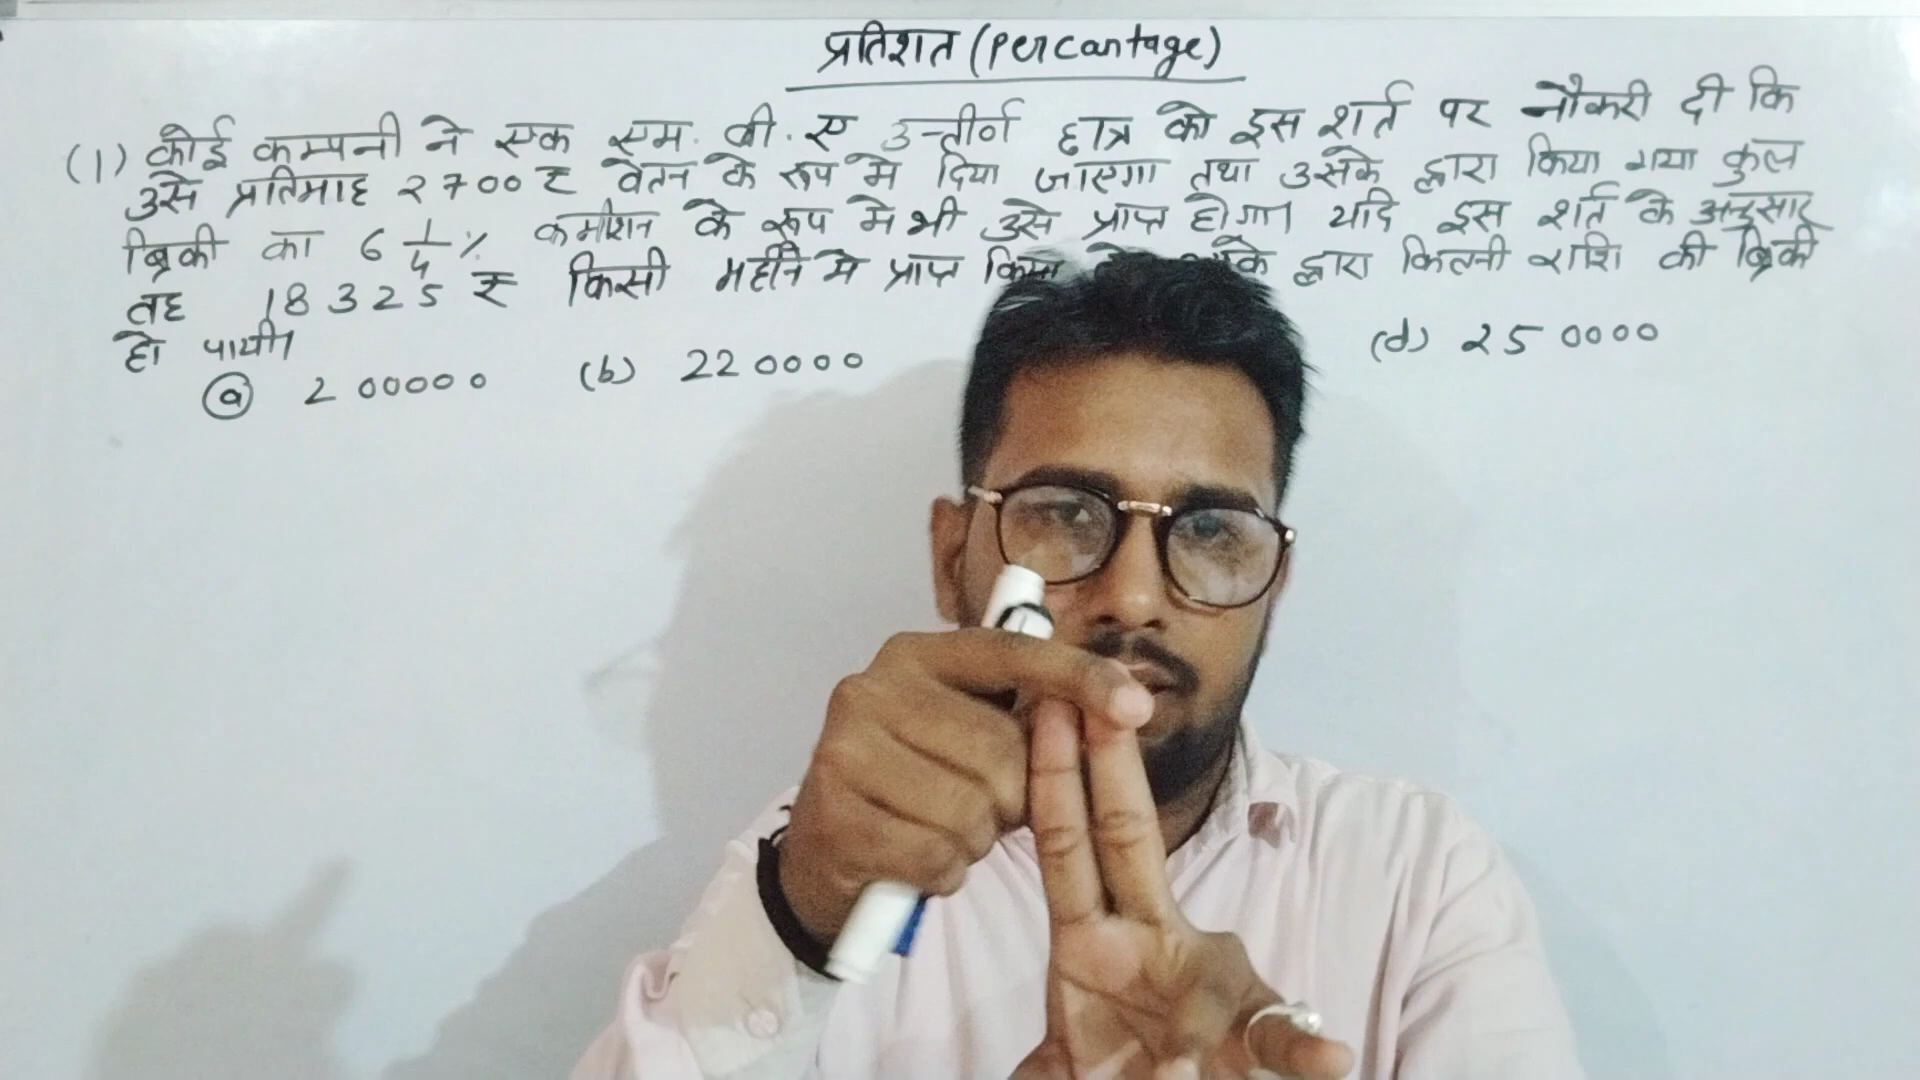 प्रतिशत (percantage)
(1) कोई कम्पनी ने एक एम. बी. ए उत्तीर्ण छात्र को इस शर्त पर नौकरी दी कि
उसे प्रतिमाह 2700 ₹ वेतन के रूप मे दिया जाएगा तथा उसके द्वारा किया गया कुल
ब्रिकी का 6 1/4 % कमीशन के रूप मे भी उसे प्राप्त होगा। यदि इस शर्त के अनुसार
वह 18325 ₹ किसी महीने मे प्राप्त किया के द्वारा कितनी राशि की ब्रिकी
हो पायी।
(a) 200000 (b) 220000 (d) 250000